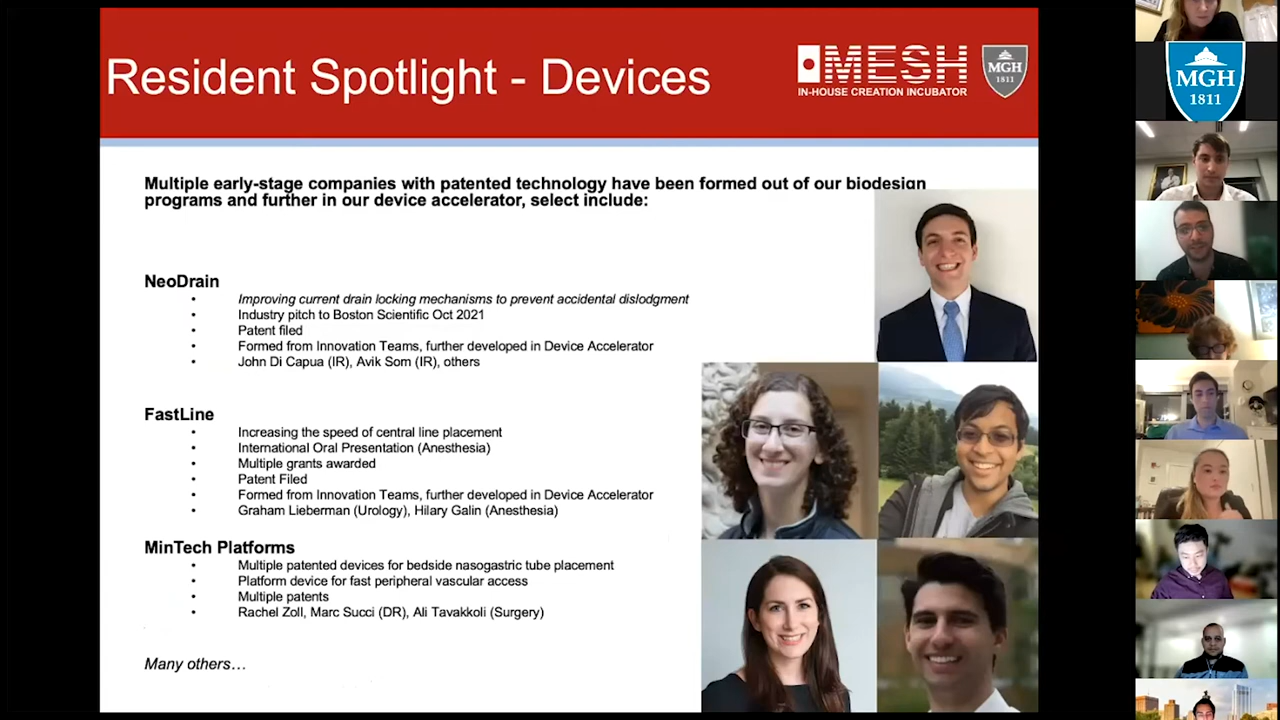 Resident Spotlight - Devices
MESH
IN-HOUSE CREATION INCUBATOR
MGH
1811
Multiple early-stage companies with patented technology have been formed out of our biodesign
programs and further in our device accelerator, select include:
NeoDrain
• Improving current drain locking mechanisms to prevent accidental dislodgment
• Industry pitch to Boston Scientific Oct 2021
• Patent filed
• Formed from Innovation Teams, further developed in Device Accelerator
• John Di Capua (IR), Avik Som (IR), others
FastLine
• Increasing the speed of central line placement
• International Oral Presentation (Anesthesia)
• Multiple grants awarded
• Patent Filed
• Formed from Innovation Teams, further developed in Device Accelerator
• Graham Lieberman (Urology), Hilary Galin (Anesthesia)
MinTech Platforms
• Multiple patented devices for bedside nasogastric tube placement
• Platform device for fast peripheral vascular access
• Multiple patents
• Rachel Zoll, Marc Succi (DR), Ali Tavakkoli (Surgery)
Many others…
MGH
1811